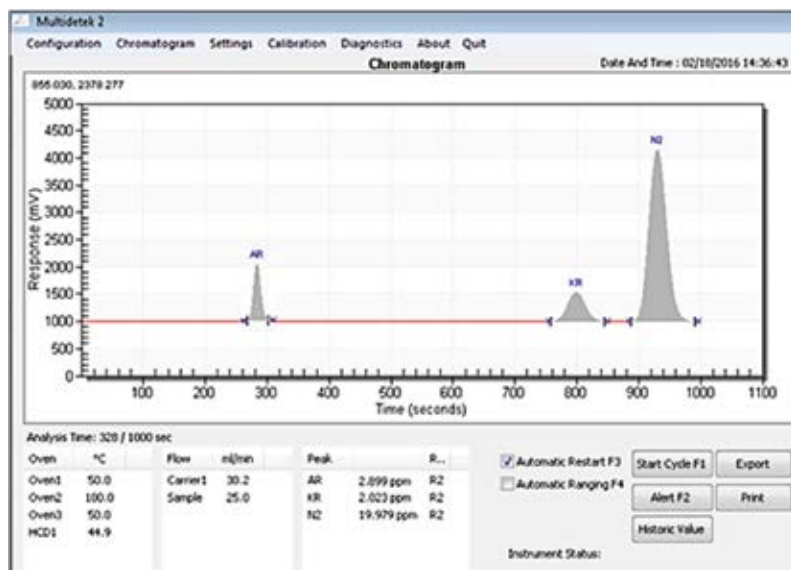 Multidetek 2
Configuration Chromatogram Settings Calibration Diagnostics About Quit
Chromatogram Date And Time : 02/18/2016 14:36:43
855.030, 2378.277
5000
4500
4000
3500
3000
2500
2000
1500
1000
500
0
Response (mV)
AR
KR
N2
100 200 300 400 500 600 700 800 900 1000 1100
Time (seconds)
Analysis Time: 328 / 1000 sec
Oven °C
Oven1 50.0
Oven2 100.0
Oven3 50.0
HCD1 44.9
Flow ml/min
Carrier1 30.2
Sample 25.0
Peak R...
AR 2.899 ppm R2
KR 2.023 ppm R2
N2 19.979 ppm R2
Automatic Restart F3
Automatic Ranging F4
Start Cycle F1 Export
Alert F2 Print
Historic Value
Instrument Status: